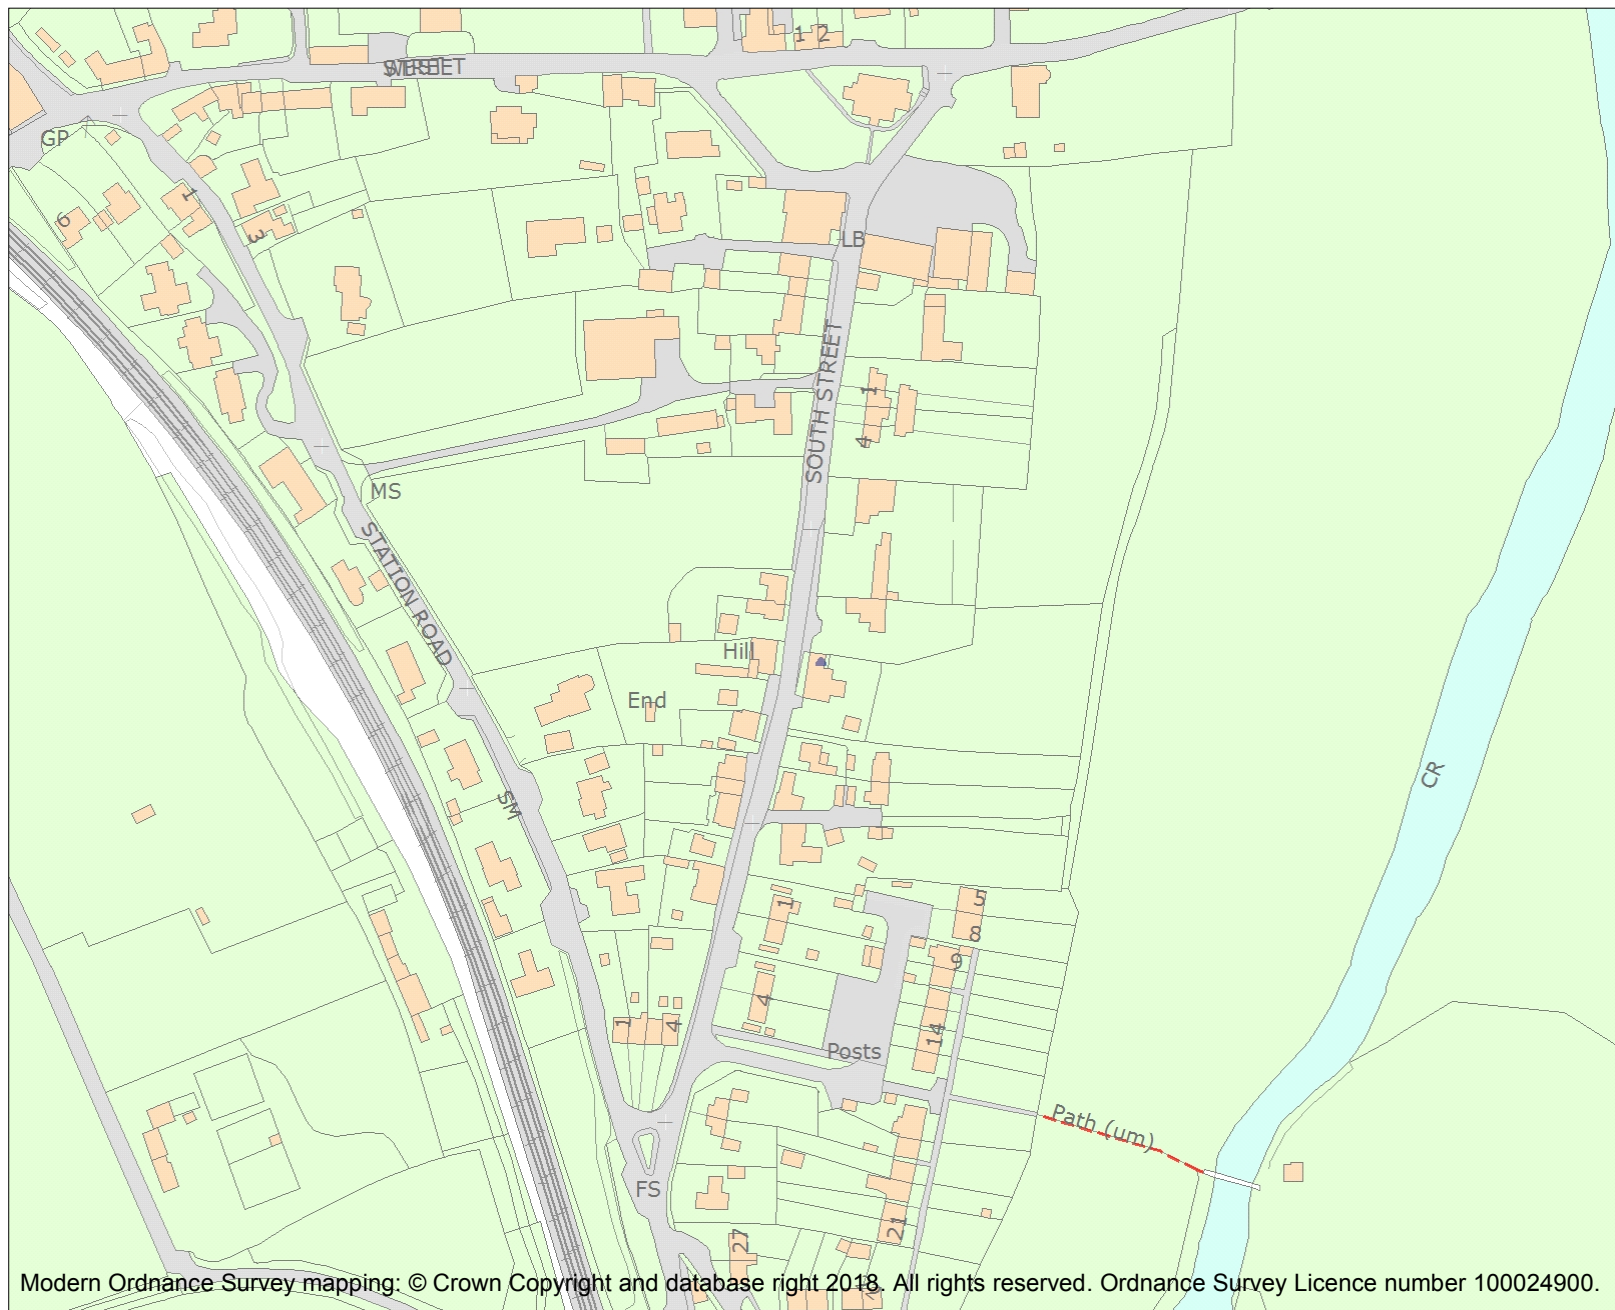 1 2
WEST
STREET
GP
1
6
3
LB
SOUTH STREET
1
4
MS
STATION ROAD
Hill
End
CR
SM
1
5
8
9
4
14
1
4
Posts
Path (um)
FS
21
27
Modern Ordnance Survey mapping: © Crown Copyright and database right 2018. All rights reserved. Ordnance Survey Licence number 100024900.